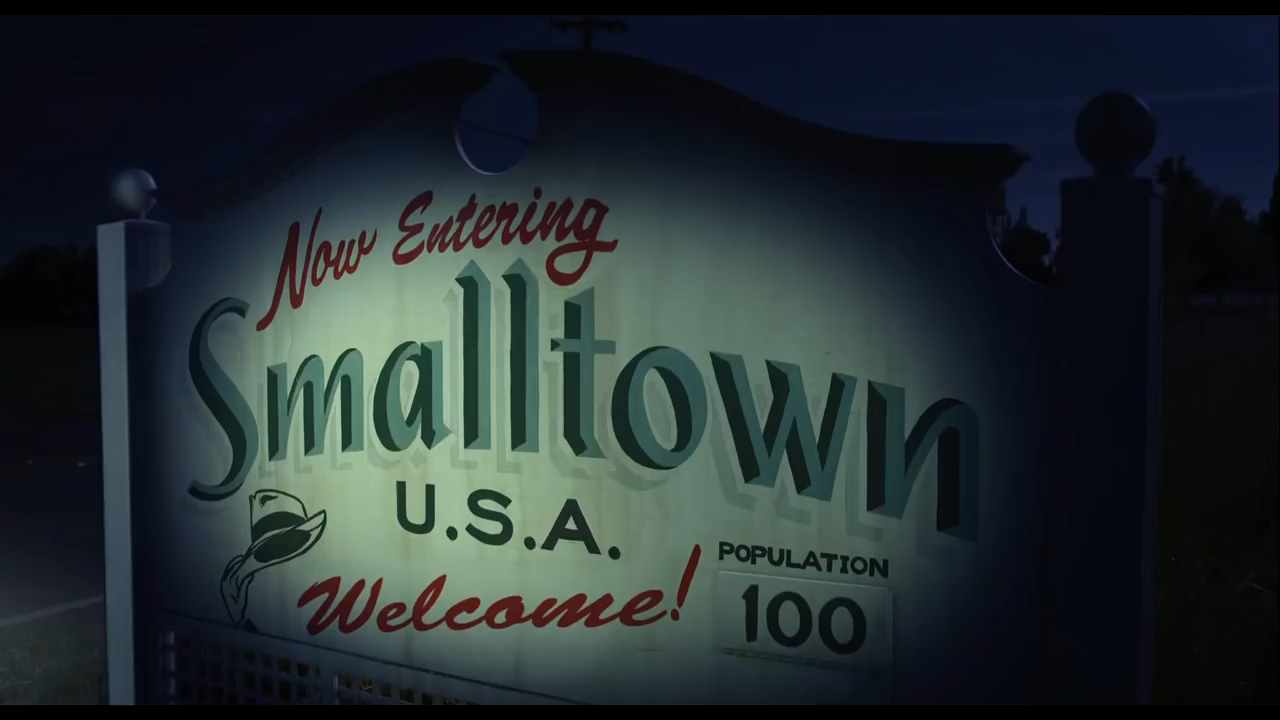 Now Entering
Smalltown
U.S.A.
Welcome!
POPULATION
100